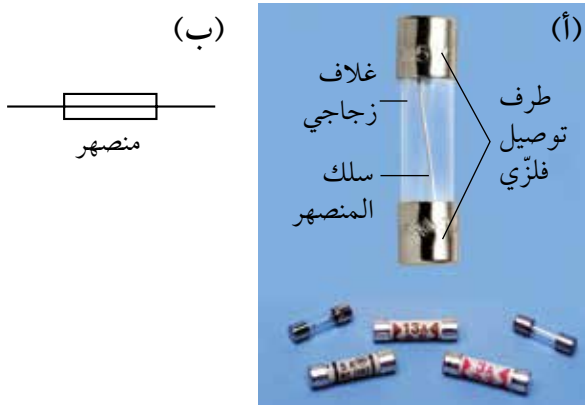 (أ)
غلاف
زجاجي
طرف
توصيل
فلزّي
سلك
المنصهر
13A
3A
(ب)
منصهر